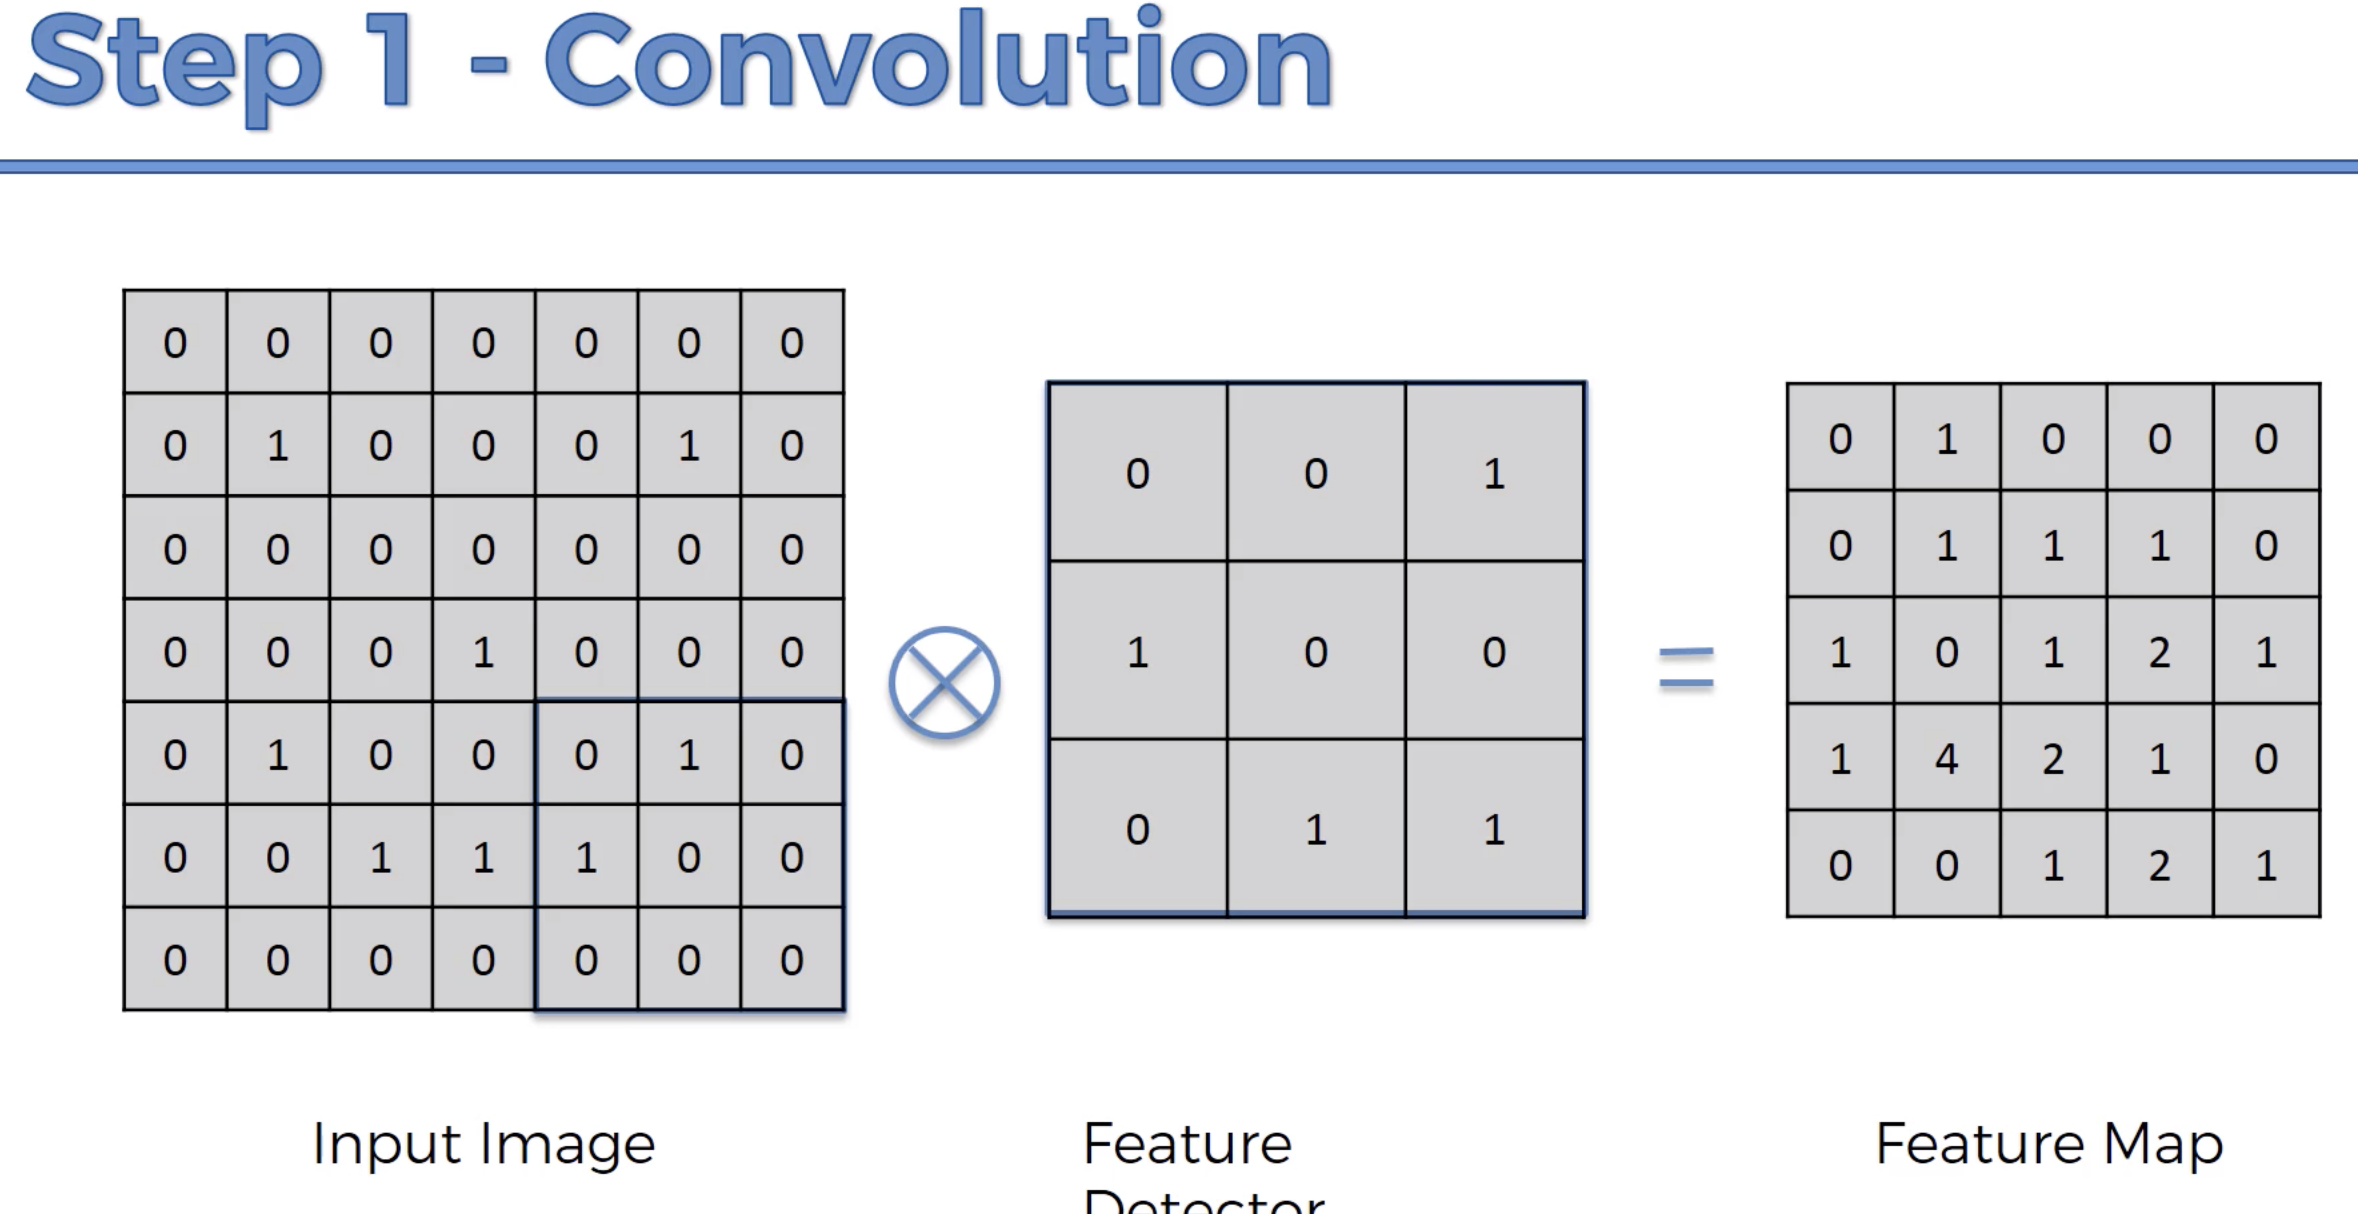 Step 1 - Convolution
0 0 0 0 0 0 0
0 1 0 0 0 1 0
0 0 0 0 0 0 0
0 0 0 1 0 0 0
0 1 0 0 0 1 0
0 0 1 1 1 0 0
0 0 0 0 0 0 0
0 0 1
1 0 0
0 1 1
=
0 1 0 0 0
0 1 1 1 0
1 0 1 2 1
1 4 2 1 0
0 0 1 2 1
Input Image
Feature
Detector
Feature Map